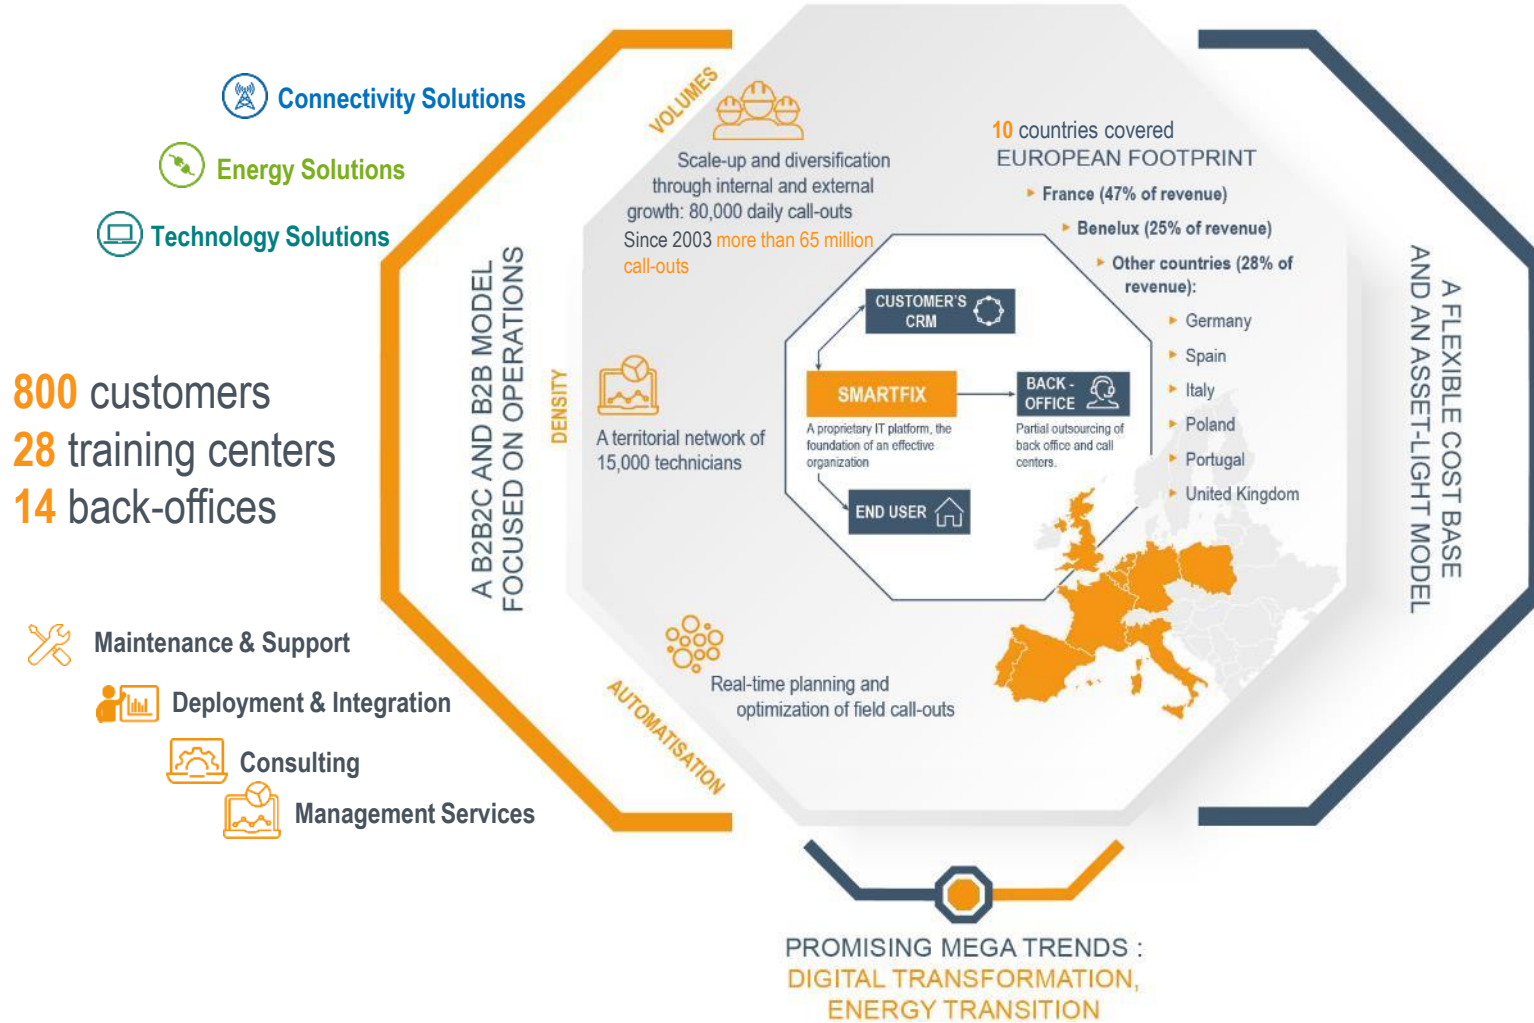 Connectivity Solutions
Energy Solutions
Technology Solutions
800 customers
28 training centers
14 back-offices
Maintenance & Support
Deployment & Integration
Consulting
Management Services
A B2B2C AND B2B MODEL
FOCUSED ON OPERATIONS
VOLUMES
Scale-up and diversification
through internal and external
growth: 80,000 daily call-outs
Since 2003 more than 65 million
call-outs
DENSITY
A territorial network of
15,000 technicians
AUTOMATISATION
Real-time planning and
optimization of field call-outs
CUSTOMER'S
CRM
SMARTFIX
A proprietary IT platform, the
foundation of an effective
organization
BACK -
OFFICE
Partial outsourcing of
back office and call
centers.
END USER
10 countries covered
EUROPEAN FOOTPRINT
France (47% of revenue)
Benelux (25% of revenue)
Other countries (28% of
revenue):
Germany
Spain
Italy
Poland
Portugal
United Kingdom
A FLEXIBLE COST BASE
AND AN ASSET-LIGHT MODEL
PROMISING MEGA TRENDS :
DIGITAL TRANSFORMATION,
ENERGY TRANSITION